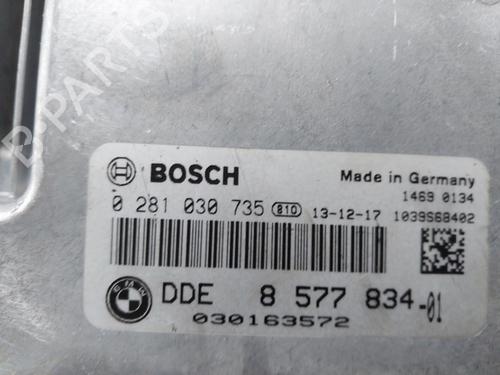 BOSCH
Made in Germany
1469 0134
0 281 030 735 B10 13-12-17 1039S68402
BMW DDE 8 577 834-01
030163572